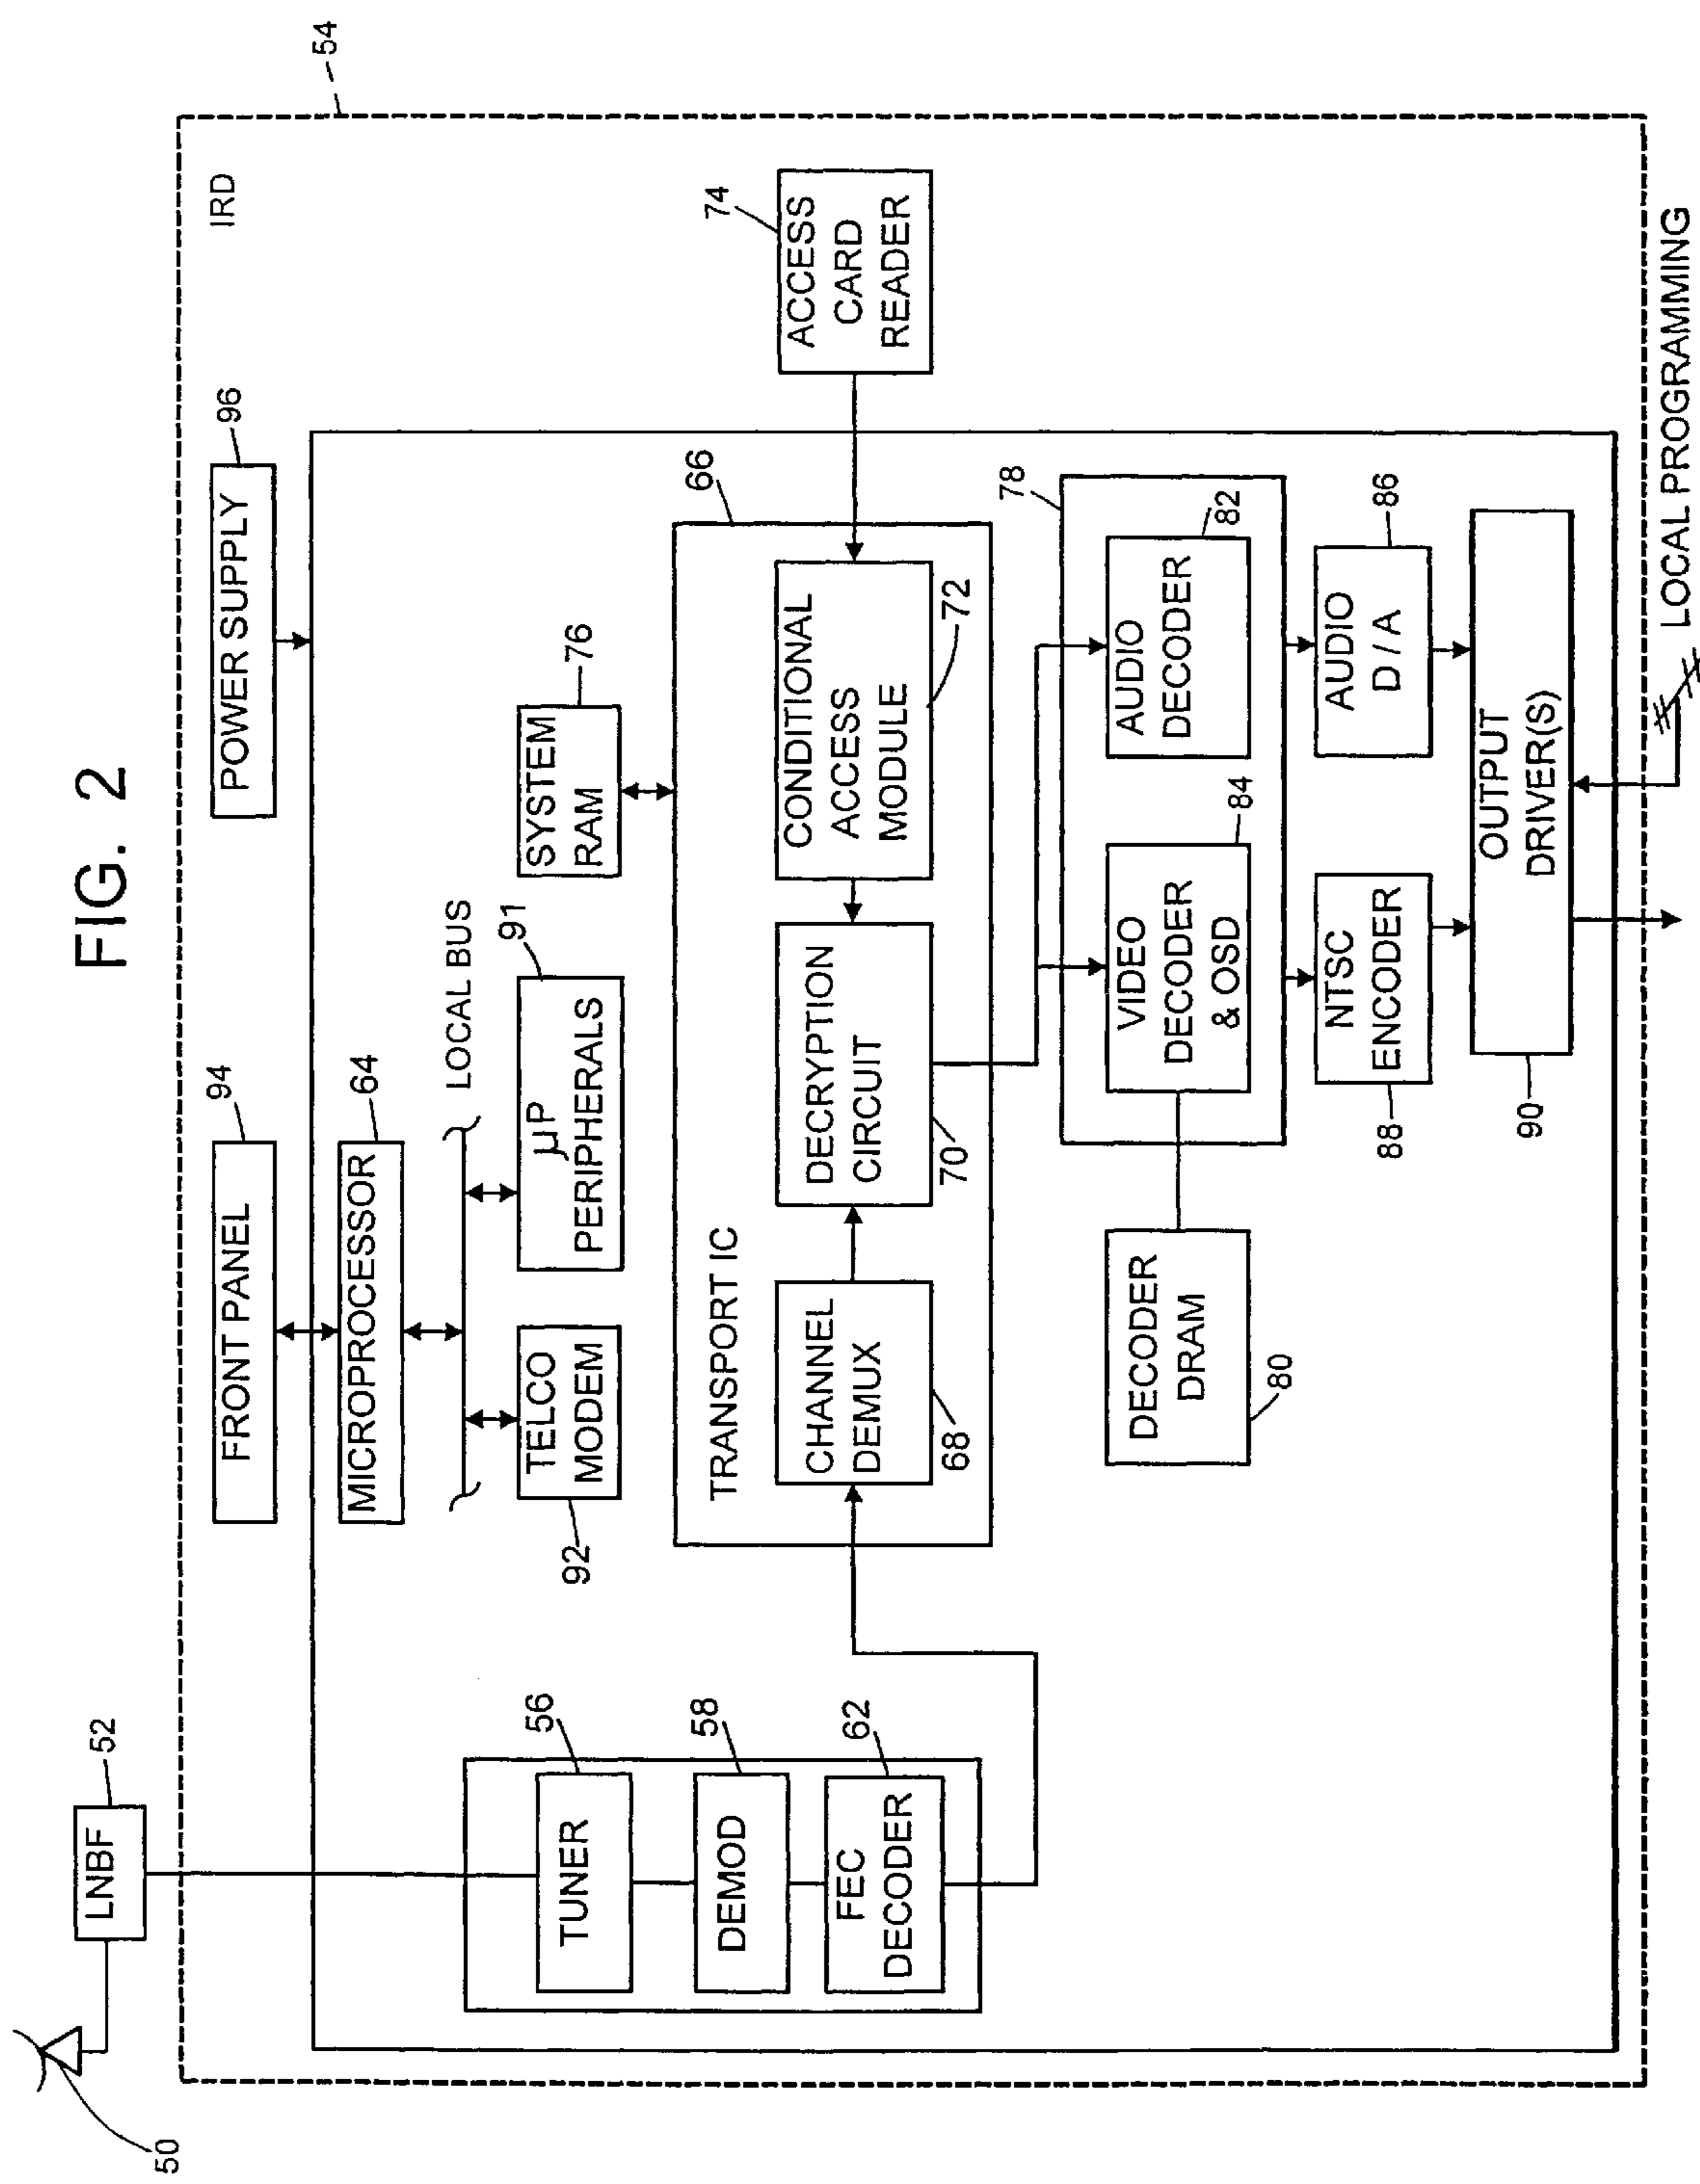 FIG. 2
50
LNBF
52
54
IRD
FRONT PANEL
94
POWER SUPPLY
96
MICROPROCESSOR
64
LOCAL BUS
TELCO
MODEM
92
µP
PERIPHERALS
91
SYSTEM
RAM
76
TUNER
56
DEMOD
58
FEC
DECODER
62
TRANSPORT IC
66
CHANNEL
DEMUX
68
DECRYPTION
CIRCUIT
70
CONDITIONAL
ACCESS
MODULE
72
ACCESS
CARD
READER
74
78
DECODER
DRAM
80
VIDEO
DECODER
& OSD
84
AUDIO
DECODER
82
NTSC
ENCODER
88
AUDIO
D / A
86
OUTPUT
DRIVER(S)
90
LOCAL PROGRAMMING